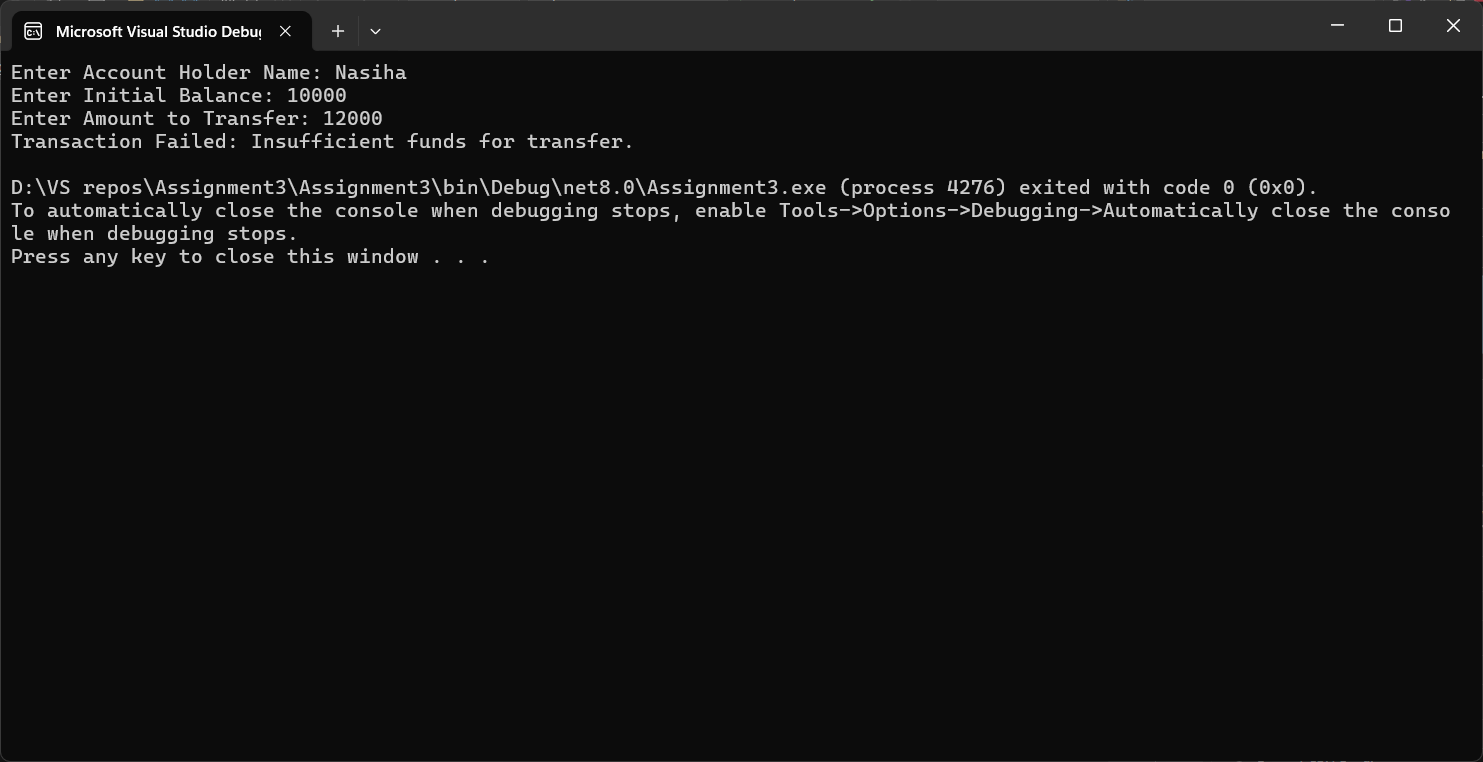 Microsoft Visual Studio Debug
Enter Account Holder Name: Nasiha
Enter Initial Balance: 10000
Enter Amount to Transfer: 12000
Transaction Failed: Insufficient funds for transfer.
D:\VS repos\Assignment3\Assignment3\bin\Debug\net8.0\Assignment3.exe (process 4276) exited with code 0 (0x0).
To automatically close the console when debugging stops, enable Tools->Options->Debugging->Automatically close the conso
le when debugging stops.
Press any key to close this window . . .